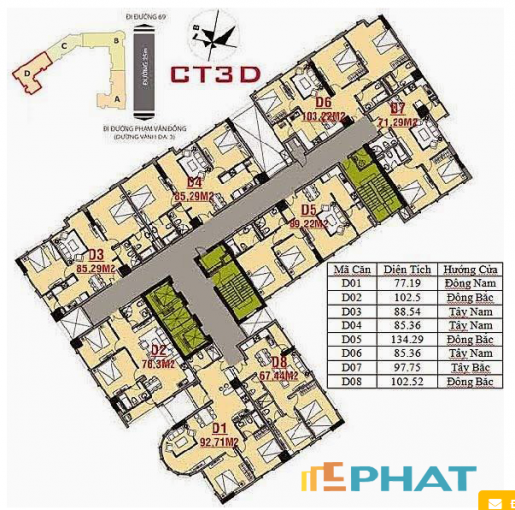 ĐI ĐƯỜNG 69
C
B
D
A
ĐƯỜNG 35m
ĐI ĐƯỜNG PHẠM VĂN ĐỒNG
(ĐƯỜNG VÀNH ĐAI 3)
B
CT3D
D6
103.22M2
D7
71.29M2
D4
85.29M2
D5
99.22M2
D3
85.29M2
D2
76.3M2
D8
67.44M2
D1
92.71M2
Mã Căn Diện Tích Hướng Cửa
D01 77.19 Đông Nam
D02 102.5 Đông Bắc
D03 88.54 Tây Nam
D04 85.36 Tây Nam
D05 134.29 Đông Bắc
D06 85.36 Tây Nam
D07 97.75 Tây Bắc
D08 102.52 Đông Bắc
PHAT